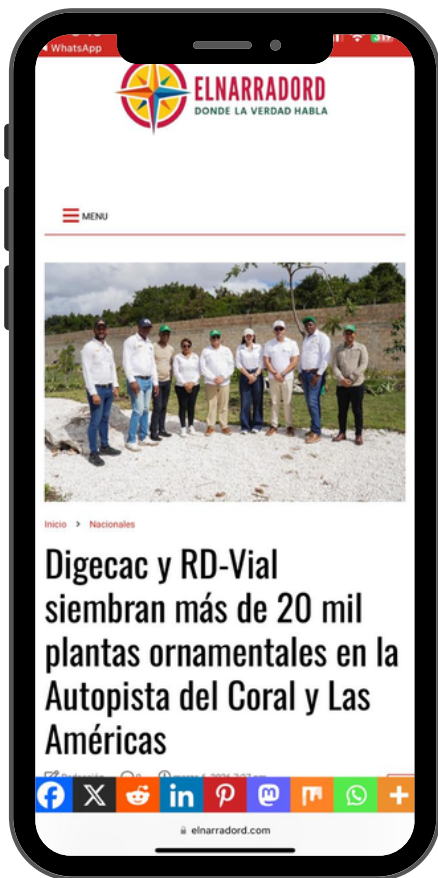 WhatsApp
ELNARRADORD
DONDE LA VERDAD HABLA
MENU
Inicio > Nacionales
Digecac y RD-Vial
siembran más de 20 mil
plantas ornamentales en la
Autopista del Coral y Las
Américas
elnarradord.com